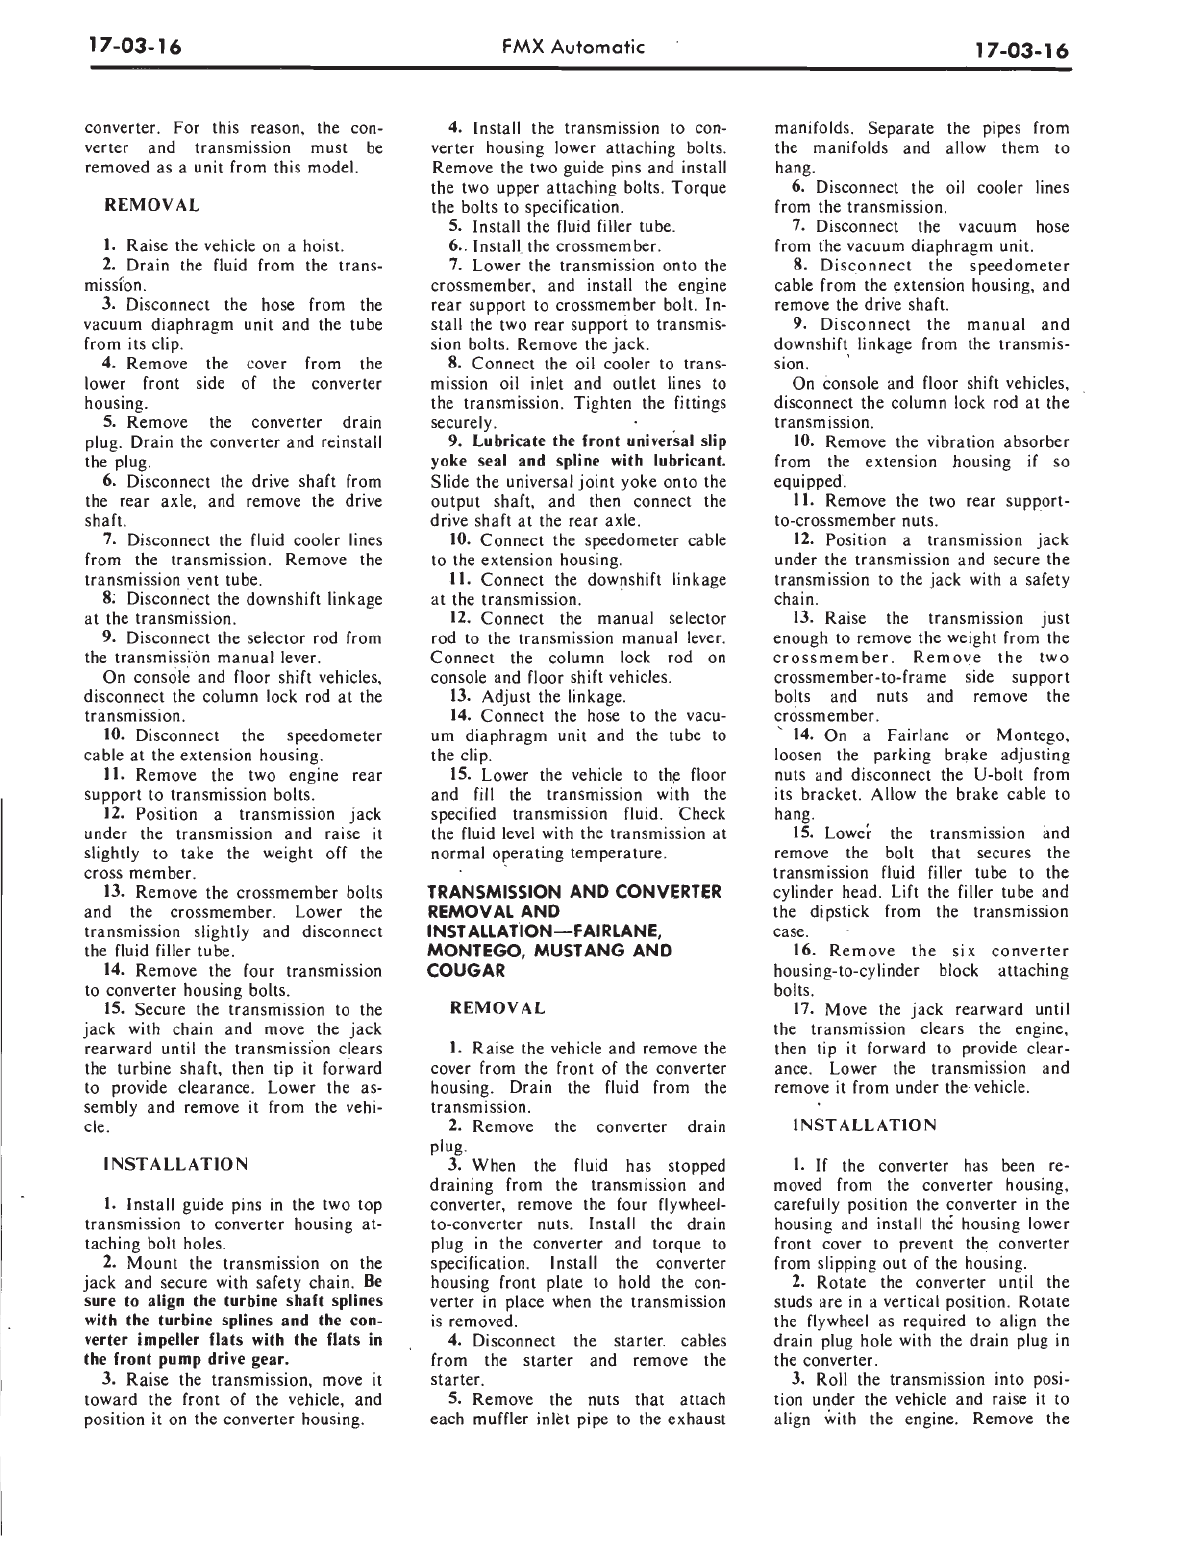 17-03-16
FMX Automatic
17-03-16
converter. For this reason, the con-
verter and transmission must be
removed as a unit from this model.
REMOVAL
1. Raise the vehicle on a hoist.
2. Drain the fluid from the trans-
mission.
3. Disconnect the hose from the
vacuum diaphragm unit and the tube
from its clip.
4. Remove the cover from the
lower front side of the converter
housing.
5. Remove the converter drain
plug. Drain the converter and reinstall
the plug.
6. Disconnect the drive shaft from
the rear axle, and remove the drive
shaft.
7. Disconnect the fluid cooler lines
from the transmission. Remove the
transmission vent tube.
8. Disconnect the downshift linkage
at the transmission.
9. Disconnect the selector rod from
the transmission manual lever.
On console and floor shift vehicles,
disconnect the column lock rod at the
transmission.
10. Disconnect the speedometer
cable at the extension housing.
11. Remove the two engine rear
support to transmission bolts.
12. Position a transmission jack
under the transmission and raise it
slightly to take the weight off the
cross member.
13. Remove the crossmember bolts
and the crossmember. Lower the
transmission slightly and disconnect
the fluid filler tube.
14. Remove the four transmission
to converter housing bolts.
15. Secure the transmission to the
jack with chain and move the jack
rearward until the transmission clears
the turbine shaft, then tip it forward
to provide clearance. Lower the as-
sembly and remove it from the vehi-
cle.
INSTALLATION
1. Install guide pins in the two top
transmission to converter housing at-
taching bolt holes.
2. Mount the transmission on the
jack and secure with safety chain. Be
sure to align the turbine shaft splines
with the turbine splines and the con-
verter impeller flats with the flats in
the front pump drive gear.
3. Raise the transmission, move it
toward the front of the vehicle, and
position it on the converter housing.
4. Install the transmission to con-
verter housing lower attaching bolts.
Remove the two guide pins and install
the two upper attaching bolts. Torque
the bolts to specification.
5. Install the fluid filler tube.
6.. Install the crossmember.
7. Lower the transmission onto the
crossmember, and install the engine
rear support to crossmember bolt. In-
stall the two rear support to transmis-
sion bolts. Remove the jack.
8. Connect the oil cooler to trans-
mission oil inlet and outlet lines to
the transmission. Tighten the fittings
securely.
9. Lubricate the front universal slip
yoke seal and spline with lubricant.
Slide the universal joint yoke onto the
output shaft, and then connect the
drive shaft at the rear axle.
10. Connect the speedometer cable
to the extension housing.
11. Connect the downshift linkage
at the transmission.
12. Connect the manual selector
rod to the transmission manual lever.
Connect the column lock rod on
console and floor shift vehicles.
13. Adjust the linkage.
14. Connect the hose to the vacu-
um diaphragm unit and the tube to
the clip.
15. Lower the vehicle to the floor
and fill the transmission with the
specified transmission fluid. Check
the fluid level with the transmission at
normal operating temperature.
TRANSMISSION AND CONVERTER
REMOVAL AND
INSTALLATION—FAIRLANE,
MONTEGO, MUSTANG AND
COUGAR
REMOVAL
1. Raise the vehicle and remove the
cover from the front of the converter
housing. Drain the fluid from the
transmission.
2. Remove the converter drain
plug.
3. When the fluid has stopped
draining from the transmission and
converter, remove the four flywheel-
to-converter nuts. Install the drain
plug in the converter and torque to
specification. Install the converter
housing front plate to hold the con-
verter in place when the transmission
is removed.
4. Disconnect the starter. cables
from the starter and remove the
starter.
5. Remove the nuts that attach
each muffler inlet pipe to the exhaust
manifolds. Separate the pipes from
the manifolds and allow them to
hang.
6. Disconnect the oil cooler lines
from the transmission.
7. Disconnect the vacuum hose
from the vacuum diaphragm unit.
8. Disconnect the speedometer
cable from the extension housing, and
remove the drive shaft.
9. Disconnect the manual and
downshift linkage from the transmis-
sion.
On console and floor shift vehicles,
disconnect the column lock rod at the
transmission.
10. Remove the vibration absorber
from the extension housing if so
equipped.
11. Remove the two rear support-
to-crossmember nuts.
12. Position a transmission jack
under the transmission and secure the
transmission to the jack with a safety
chain.
13. Raise the transmission just
enough to remove the weight from the
crossmember. Remove the two
crossmember-to-frame side support
bolts and nuts and remove the
crossmember.
14. On a Fairlane or Montego,
loosen the parking brake adjusting
nuts and disconnect the U-bolt from
its bracket. Allow the brake cable to
hang.
15. Lower the transmission and
remove the bolt that secures the
transmission fluid filler tube to the
cylinder head. Lift the filler tube and
the dipstick from the transmission
case.
16. Remove the six converter
housing-to-cylinder block attaching
bolts.
17. Move the jack rearward until
the transmission clears the engine,
then tip it forward to provide clear-
ance. Lower the transmission and
remove it from under the vehicle.
INSTALLATION
1. If the converter has been re-
moved from the converter housing,
carefully position the converter in the
housing and install the housing lower
front cover to prevent the converter
from slipping out of the housing.
2. Rotate the converter until the
studs are in a vertical position. Rotate
the flywheel as required to align the
drain plug hole with the drain plug in
the converter.
3. Roll the transmission into posi-
tion under the vehicle and raise it to
align with the engine. Remove the